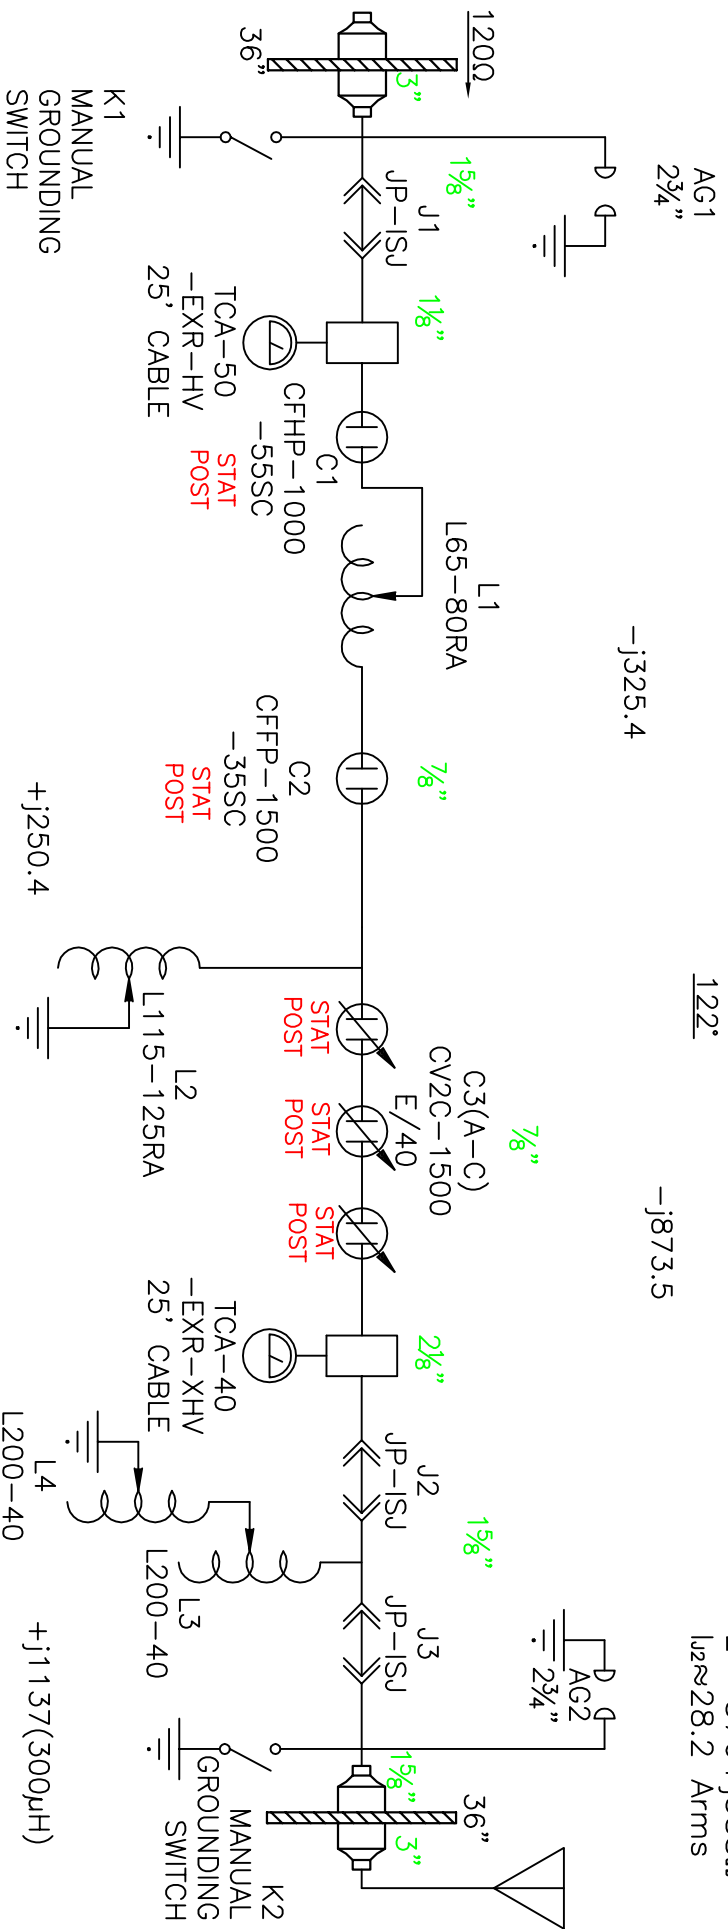 120Ω
36"
3"
K1
MANUAL
GROUNDING
SWITCH
AG1
2¾"
1⅝"
J1
JP-ISJ
1⅛"
TCA-50
-EXR-HV
25' CABLE
C1
CFHP-1000
-55SC
STAT
POST
L1
L65-80RA
-j325.4
C2
CFFP-1500
-35SC
STAT
POST
⅞"
+j250.4
L2
L115-125RA
122°
C3(A-C)
CV2C-1500
E/40
⅞"
STAT
POST
STAT
POST
STAT
POST
-j873.5
TCA-40
-EXR-XHV
25' CABLE
2⅛"
J2
JP-ISJ
1⅝"
L4
L200-40
L3
L200-40
+j1137(300µH)
J3
JP-ISJ
AG2
2¾"
IJ2≈28.2 Arms
K2
MANUAL
GROUNDING
SWITCH
1⅝"
36"
3"